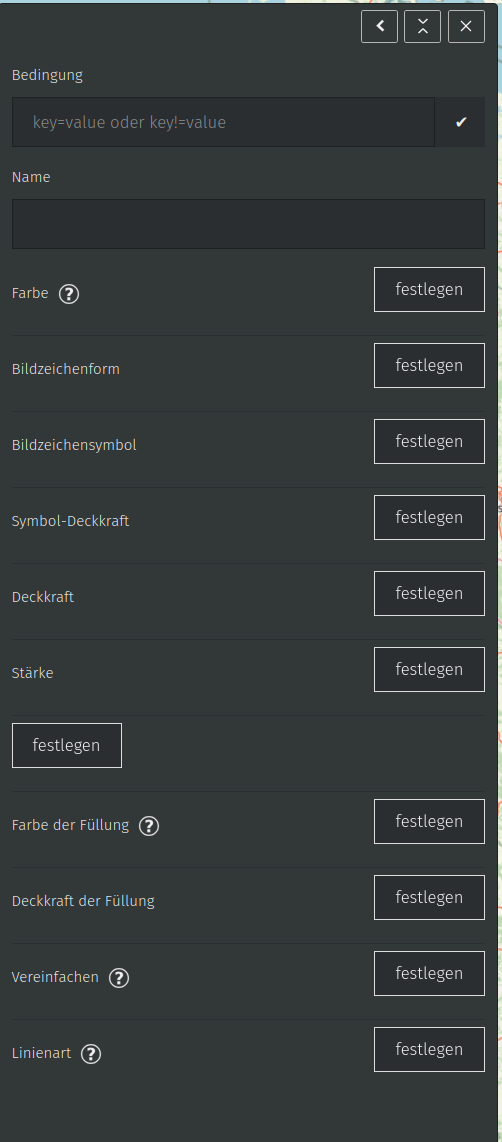 Bedingung
key=value oder key!=value
Name
Farbe ? festlegen
Bildzeichenform festlegen
Bildzeichensymbol festlegen
Symbol-Deckkraft festlegen
Deckkraft festlegen
Stärke festlegen
festlegen
Farbe der Füllung ? festlegen
Deckkraft der Füllung festlegen
Vereinfachen ? festlegen
Linienart ? festlegen